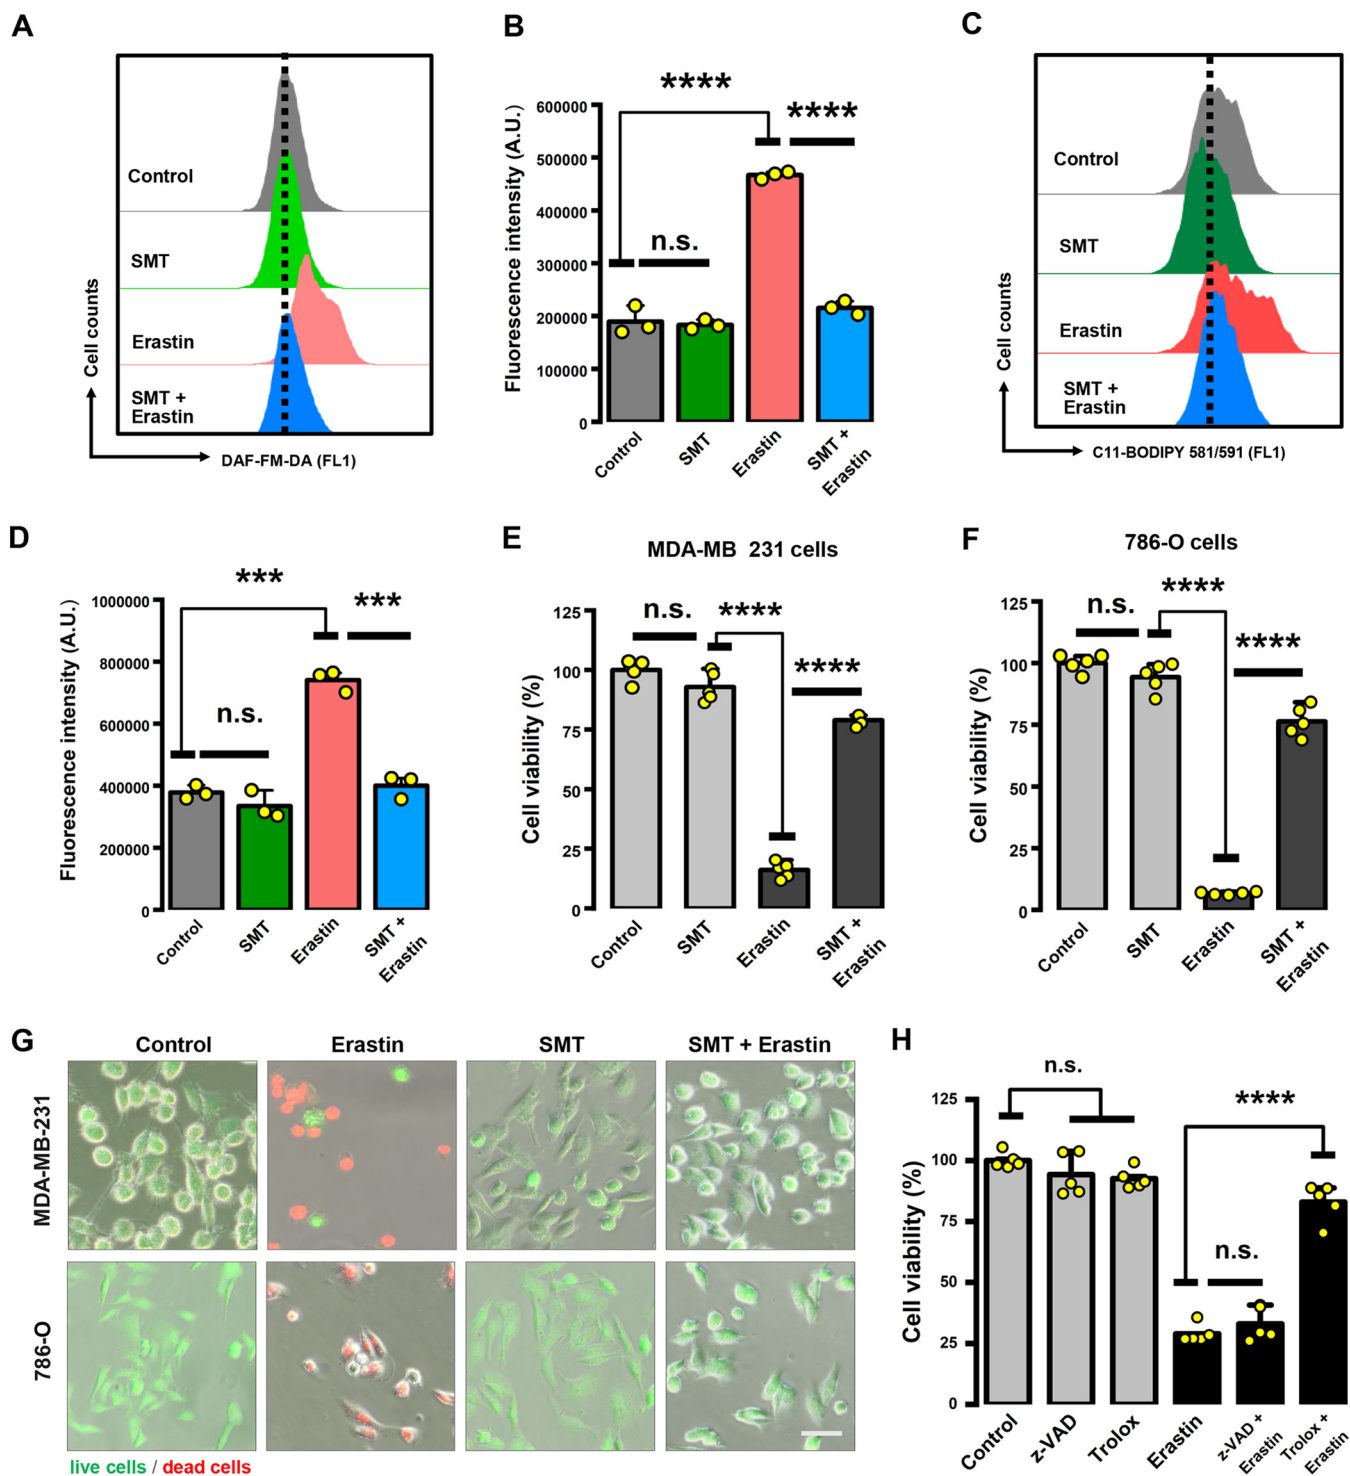 A
Control
SMT
Erastin
SMT +
Erastin
Cell counts
DAF-FM-DA (FL1)
B
****
****
n.s.
Fluorescence intensity (A.U.)
600000
500000
400000
300000
200000
100000
0
Control
SMT
Erastin
SMT +
Erastin
C
Control
SMT
Erastin
SMT +
Erastin
Cell counts
C11-BODIPY 581/591 (FL1)
D
***
***
n.s.
Fluorescence intensity (A.U.)
1000000
800000
600000
400000
200000
0
Control
SMT
Erastin
SMT +
Erastin
E
MDA-MB 231 cells
n.s.
****
****
Cell viability (%)
125
100
75
50
25
0
Control
SMT
Erastin
SMT +
Erastin
F
786-O cells
n.s.
****
****
Cell viability (%)
125
100
75
50
25
0
Control
SMT
Erastin
SMT +
Erastin
G
Control
Erastin
SMT
SMT + Erastin
MDA-MB-231
786-O
live cells / dead cells
H
n.s.
****
n.s.
Cell viability (%)
125
100
75
50
25
0
Control
z-VAD
Trolox
Erastin
z-VAD +
Erastin
Trolox +
Erastin